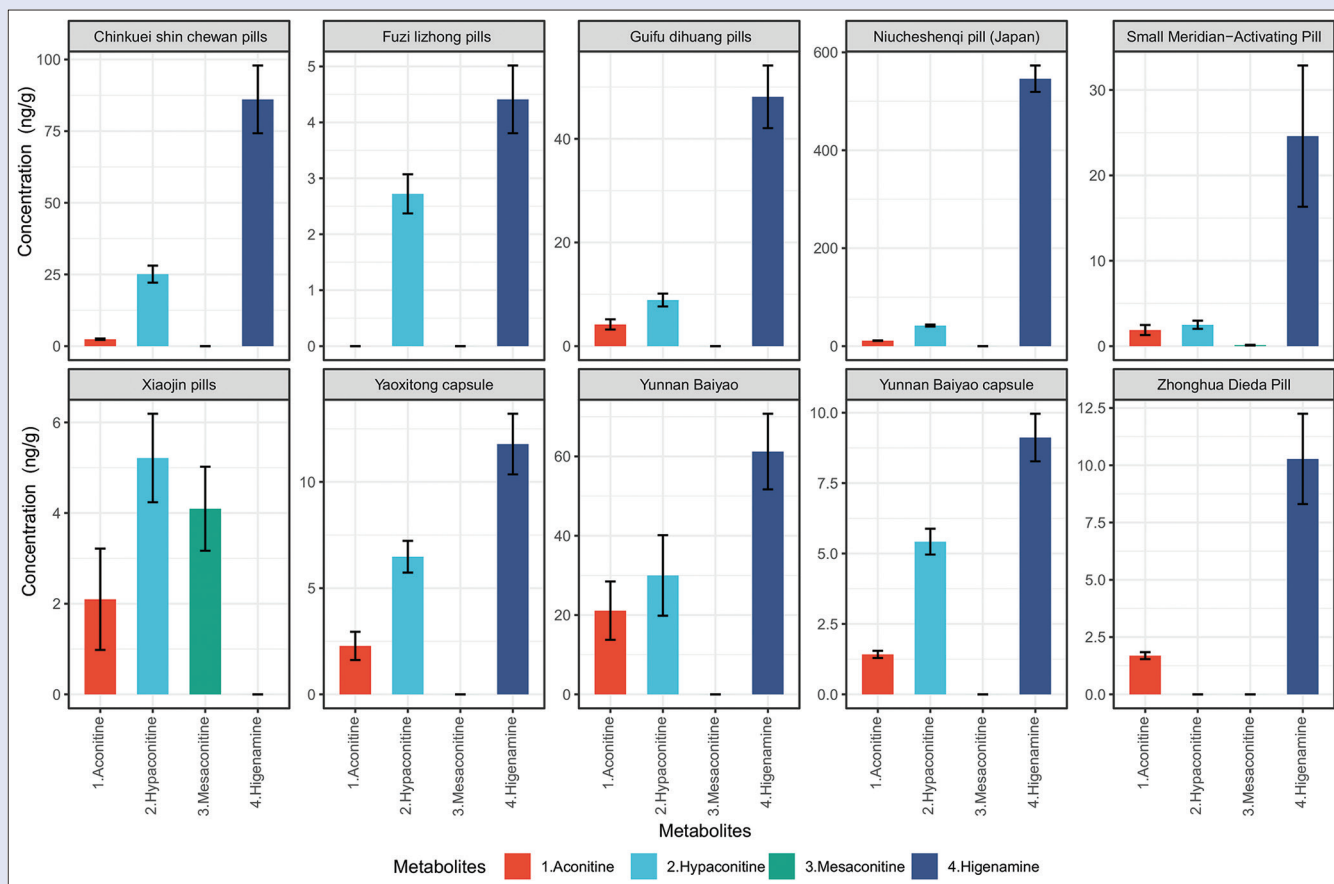 Chinkuei shin chewan pills
Fuzi lizhong pills
Guifu dihuang pills
Niucheshenqi pill (Japan)
Small Meridian−Activating Pill
Concentration (ng/g)
100
75
50
25
0
5
4
3
2
1
0
40
20
0
600
400
200
0
30
20
10
0
Xiaojin pills
Yaoxitong capsule
Yunnan Baiyao
Yunnan Baiyao capsule
Zhonghua Dieda Pill
Concentration (ng/g)
6
4
2
0
10
5
0
60
40
20
0
10.0
7.5
5.0
2.5
0.0
12.5
10.0
7.5
5.0
2.5
0.0
1.Aconitine
2.Hypaconitine
3.Mesaconitine
4.Higenamine
1.Aconitine
2.Hypaconitine
3.Mesaconitine
4.Higenamine
1.Aconitine
2.Hypaconitine
3.Mesaconitine
4.Higenamine
1.Aconitine
2.Hypaconitine
3.Mesaconitine
4.Higenamine
1.Aconitine
2.Hypaconitine
3.Mesaconitine
4.Higenamine
Metabolites
Metabolites 1.Aconitine 2.Hypaconitine 3.Mesaconitine 4.Higenamine